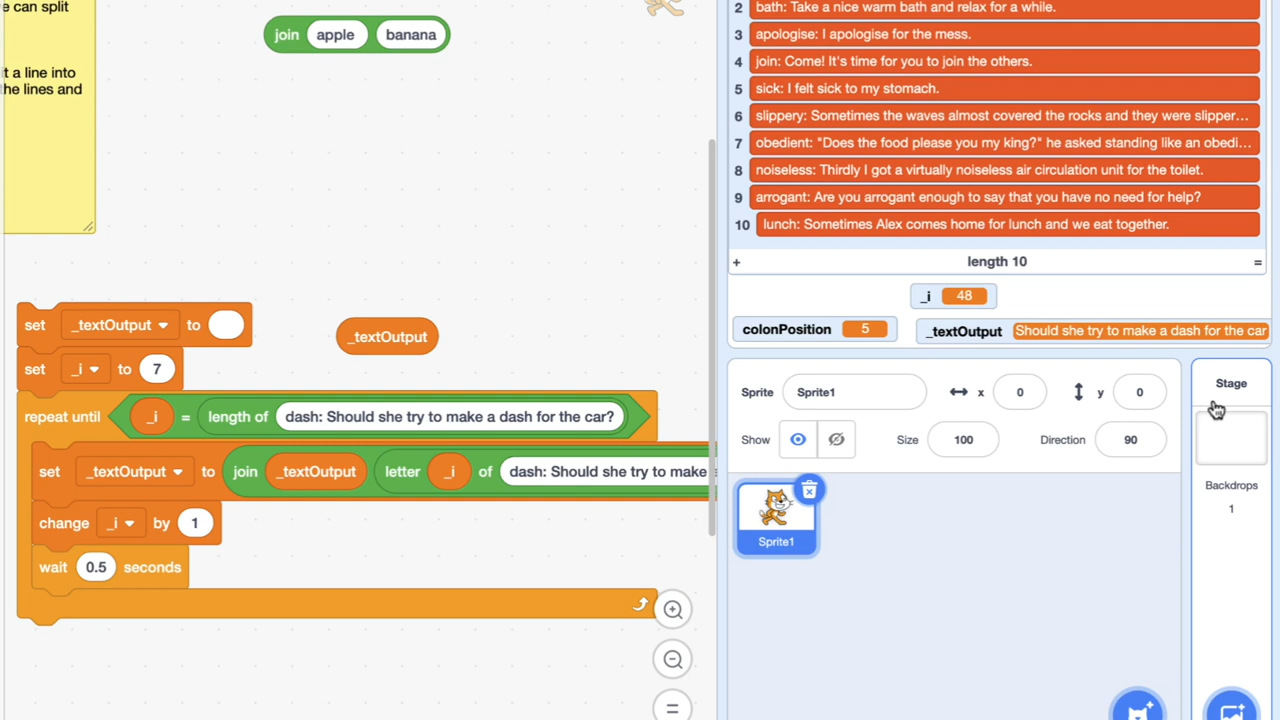 e can split
it a line into
he lines and
join apple banana
2 bath: Take a nice warm bath and relax for a while.
3 apologise: I apologise for the mess.
4 join: Come! It's time for you to join the others.
5 sick: I felt sick to my stomach.
6 slippery: Sometimes the waves almost covered the rocks and they were slipper...
7 obedient: "Does the food please you my king?" he asked standing like an obedi...
8 noiseless: Thirdly I got a virtually noiseless air circulation unit for the toilet.
9 arrogant: Are you arrogant enough to say that you have no need for help?
10 lunch: Sometimes Alex comes home for lunch and we eat together.
+ length 10 =
_i 48
colonPosition 5 _textOutput Should she try to make a dash for the car
set _textOutput to
_textOutput
set _i to 7
repeat until _i = length of dash: Should she try to make a dash for the car?
set _textOutput to join _textOutput letter _i of dash: Should she try to make
change _i by 1
wait 0.5 seconds
Sprite Sprite1 x 0 y 0
Show Size 100 Direction 90
Sprite1
Stage
Backdrops
1